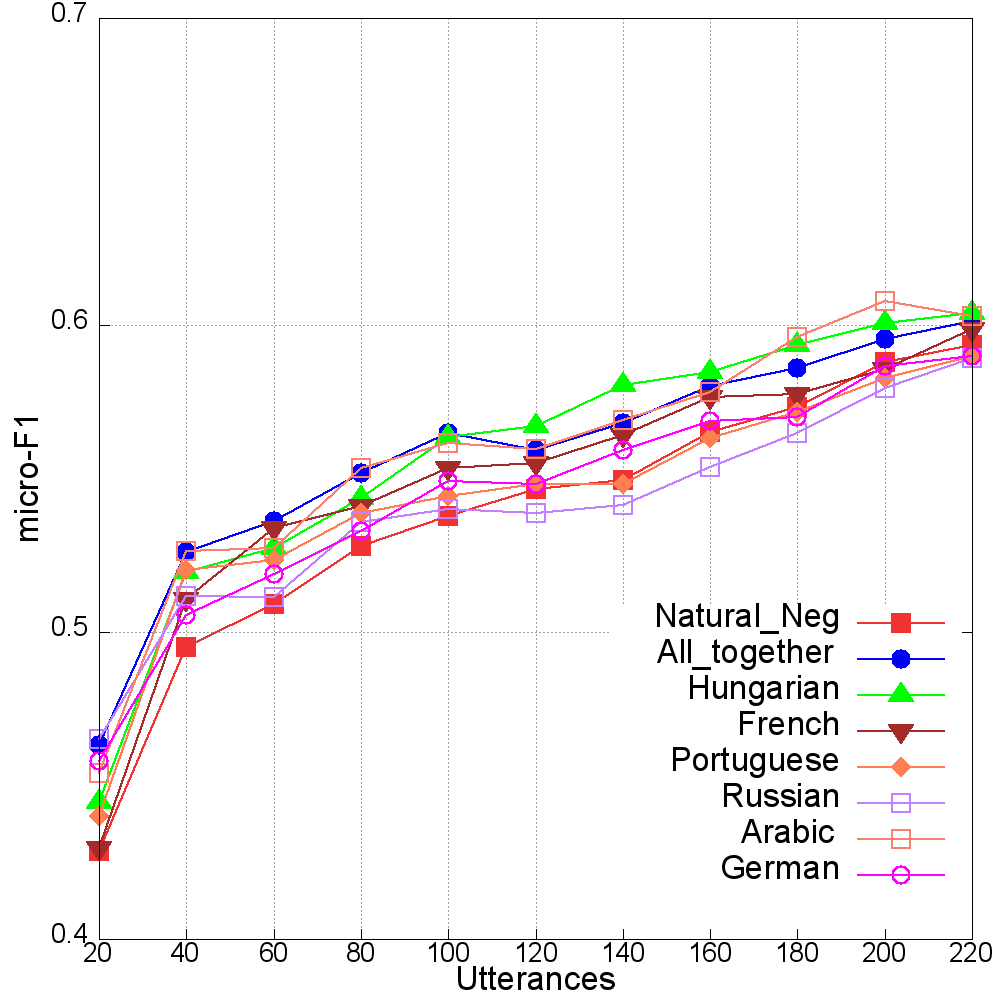 0.7
0.6
0.5
0.4
micro-F1
Natural_Neg
All_together
Hungarian
French
Portuguese
Russian
Arabic
German
20 40 60 80 100 120 140 160 180 200 220
Utterances